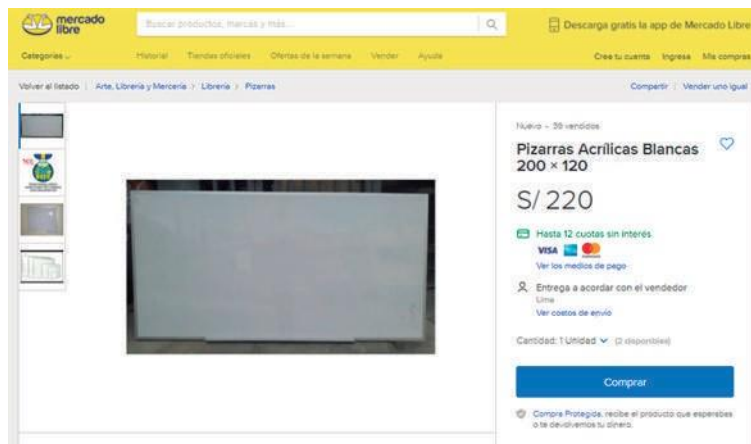 mercado
libre
Buscar productos, marcas y más...
Descarga gratis la app de Mercado Libre
Categorías
Historial Tiendas oficiales Ofertas de la semana Vender Ayuda
Crea tu cuenta Ingresa Mis compras
Volver al listado | Arte, Librería y Mercería > Librería > Pizarras
Compartir | Vender uno igual
Nuevo - 39 vendidos
Pizarras Acrílicas Blancas
200 × 120
S/ 220
Hasta 12 cuotas sin interés
VISA
Ver los medios de pago
Entrega a acordar con el vendedor
Lima
Ver costos de envío
Cantidad: 1 Unidad (2 disponibles)
Comprar
Compra Protegida, recibe el producto que esperabas
o te devolvemos tu dinero.